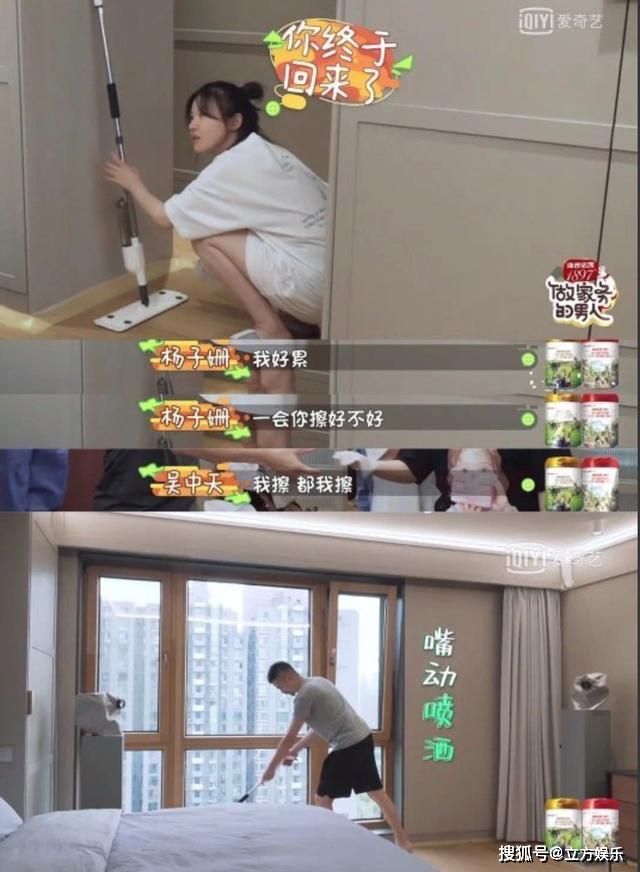 iQIYI 爱奇艺
你终于
回来了
1897
做家务
的男人
杨子姗 我好累
杨子姗 一会你擦好不好
吴中天 我擦 都我擦
iQIYI 爱奇艺
嘴动喷洒
搜狐号@立方娱乐